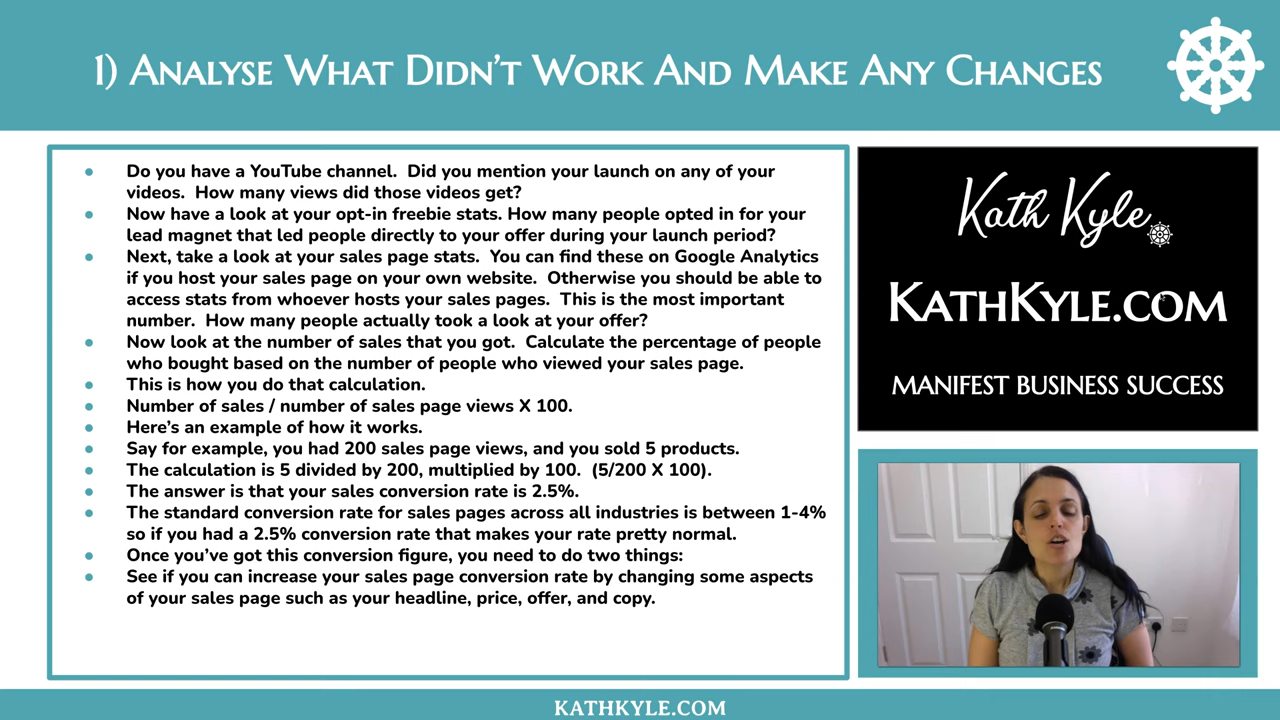 1) Analyse What Didn't Work And Make Any Changes
Do you have a YouTube channel.  Did you mention your launch on any of your
videos.  How many views did those videos get?
Now have a look at your opt-in freebie stats. How many people opted in for your
lead magnet that led people directly to your offer during your launch period?
Next, take a look at your sales page stats.  You can find these on Google Analytics
if you host your sales page on your own website.  Otherwise you should be able to
access stats from whoever hosts your sales pages.  This is the most important
number.  How many people actually took a look at your offer?
Now look at the number of sales that you got.  Calculate the percentage of people
who bought based on the number of people who viewed your sales page.
This is how you do that calculation.
Number of sales / number of sales page views X 100.
Here's an example of how it works.
Say for example, you had 200 sales page views, and you sold 5 products.
The calculation is 5 divided by 200, multiplied by 100.  (5/200 X 100).
The answer is that your sales conversion rate is 2.5%.
The standard conversion rate for sales pages across all industries is between 1-4%
so if you had a 2.5% conversion rate that makes your rate pretty normal.
Once you've got this conversion figure, you need to do two things:
See if you can increase your sales page conversion rate by changing some aspects
of your sales page such as your headline, price, offer, and copy.
Kath Kyle
KathKyle.com
Manifest Business Success
KathKyle.com